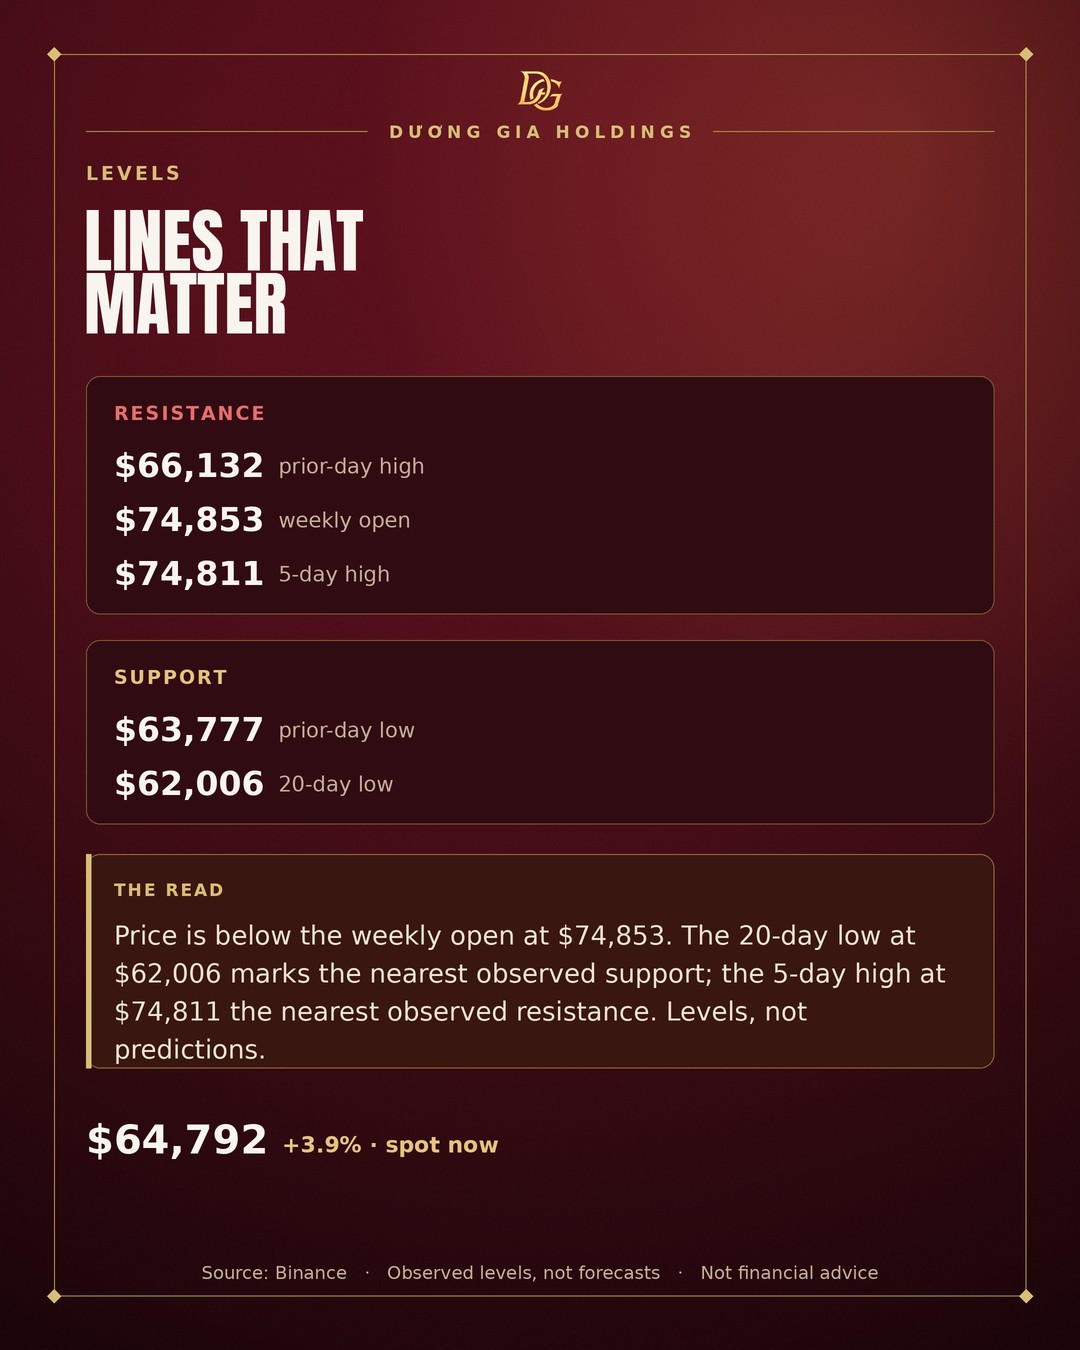 DG
DƯƠNG GIA HOLDINGS
LEVELS
LINES THAT
MATTER
RESISTANCE
$66,132 prior-day high
$74,853 weekly open
$74,811 5-day high
SUPPORT
$63,777 prior-day low
$62,006 20-day low
THE READ
Price is below the weekly open at $74,853. The 20-day low at
$62,006 marks the nearest observed support; the 5-day high at
$74,811 the nearest observed resistance. Levels, not
predictions.
$64,792 +3.9% · spot now
Source: Binance · Observed levels, not forecasts · Not financial advice